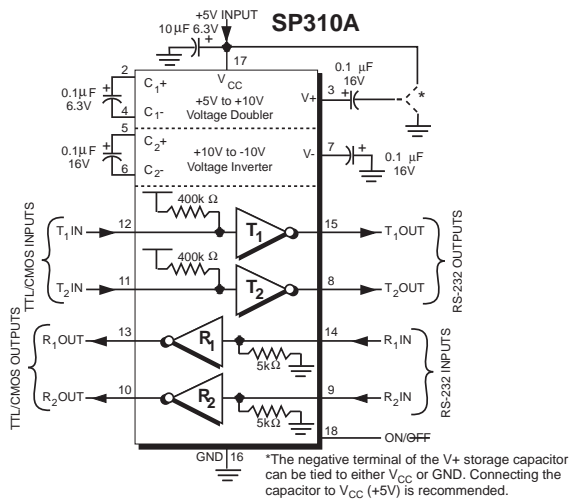 SP310A
+5V INPUT
10µF 6.3V +
17
VCC
2
C1+
0.1µF
6.3V
+
4
C1-
+5V to +10V
Voltage Doubler
V+
3
0.1 µF
16V
+
*
5
C2+
0.1µF
16V
+
6
C2-
+10V to -10V
Voltage Inverter
V-
7
0.1 µF
16V
+
TTL/CMOS INPUTS
400k Ω
T1IN
12
T1
15
T1OUT
400k Ω
T2IN
11
T2
8
T2OUT
RS-232 OUTPUTS
TTL/CMOS OUTPUTS
R1OUT
13
R1
14
R1IN
5kΩ
R2OUT
10
R2
9
R2IN
5kΩ
RS-232 INPUTS
18
ON/OFF
GND
16
*The negative terminal of the V+ storage capacitor
can be tied to either VCC or GND. Connecting the
capacitor to VCC (+5V) is recommended.